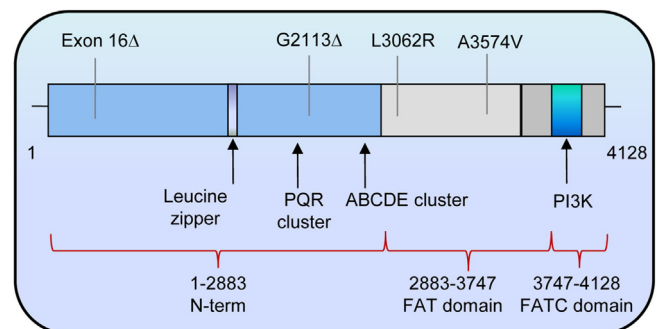 Exon 16Δ
G2113Δ
L3062R
A3574V
1
4128
Leucine
zipper
PQR
cluster
ABCDE cluster
PI3K
1-2883
N-term
2883-3747
FAT domain
3747-4128
FATC domain